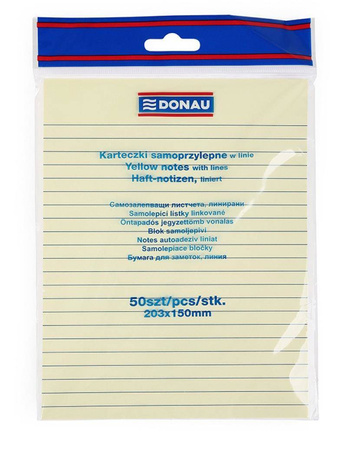 DONAU
Karteczki samoprzylepne w linie
Yellow notes with lines
Haft-notizen, liniert
Самозалепващи листчета, линирани
Samolepicí lístky linkované
Öntapadós jegyzettömb vonalas
Blok samoljepivi
Notes autoadeziv liniat
Samolepiace bločky
Бумага для заметок, линия
50szt/pcs/stk.
203x150mm